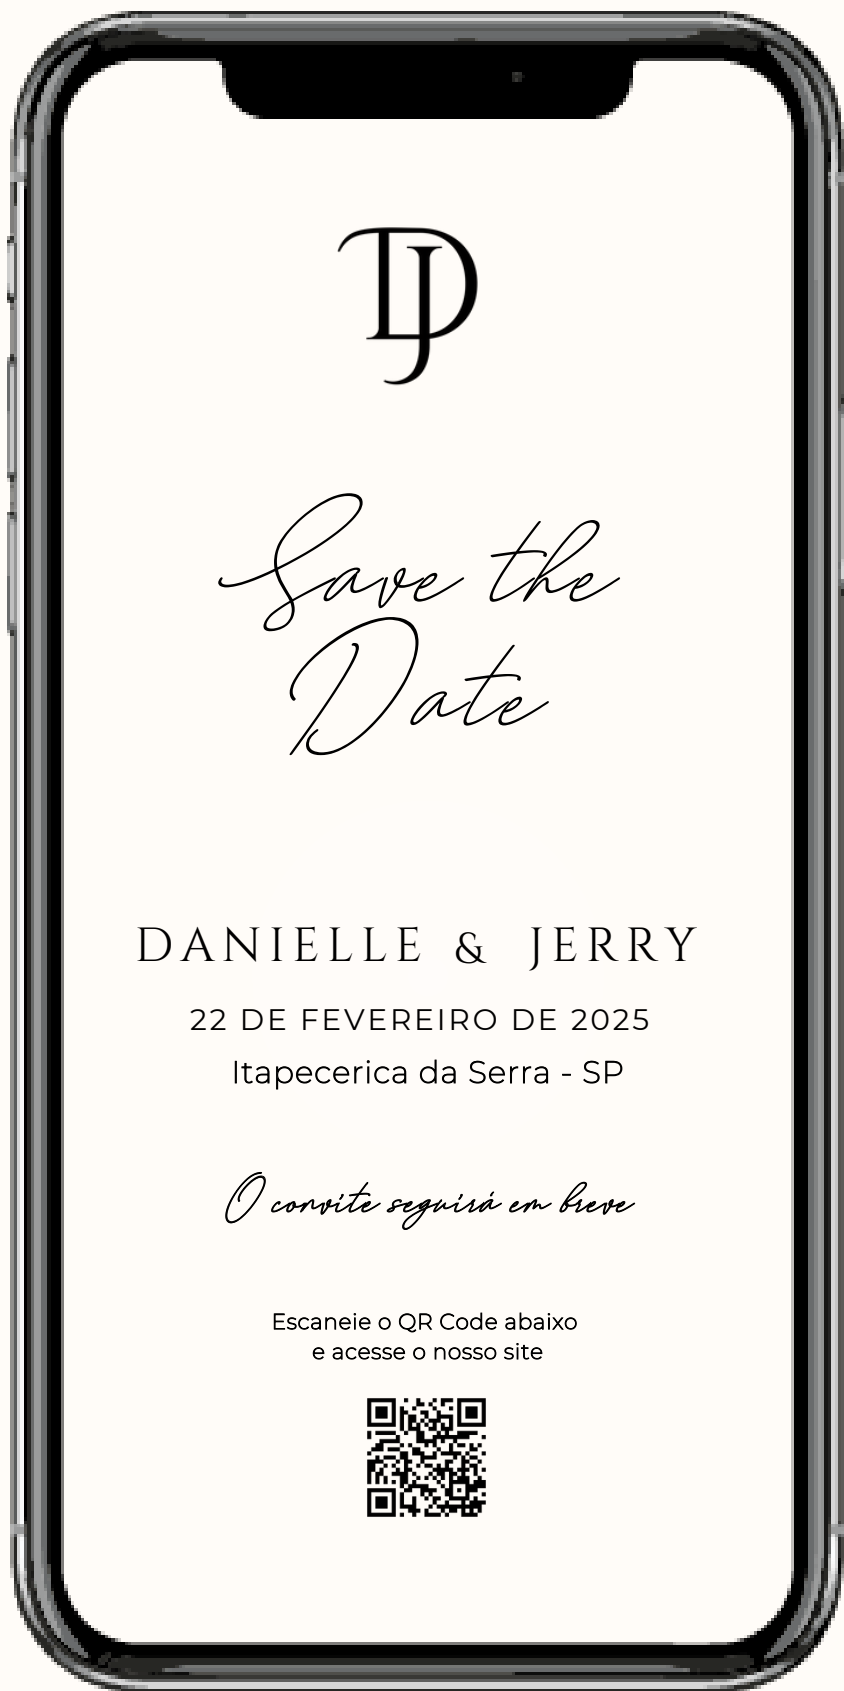 DJ
Save the
Date
DANIELLE & JERRY
22 DE FEVEREIRO DE 2025
Itapecerica da Serra - SP
O convite seguirá em breve
Escaneie o QR Code abaixo
e acesse o nosso site